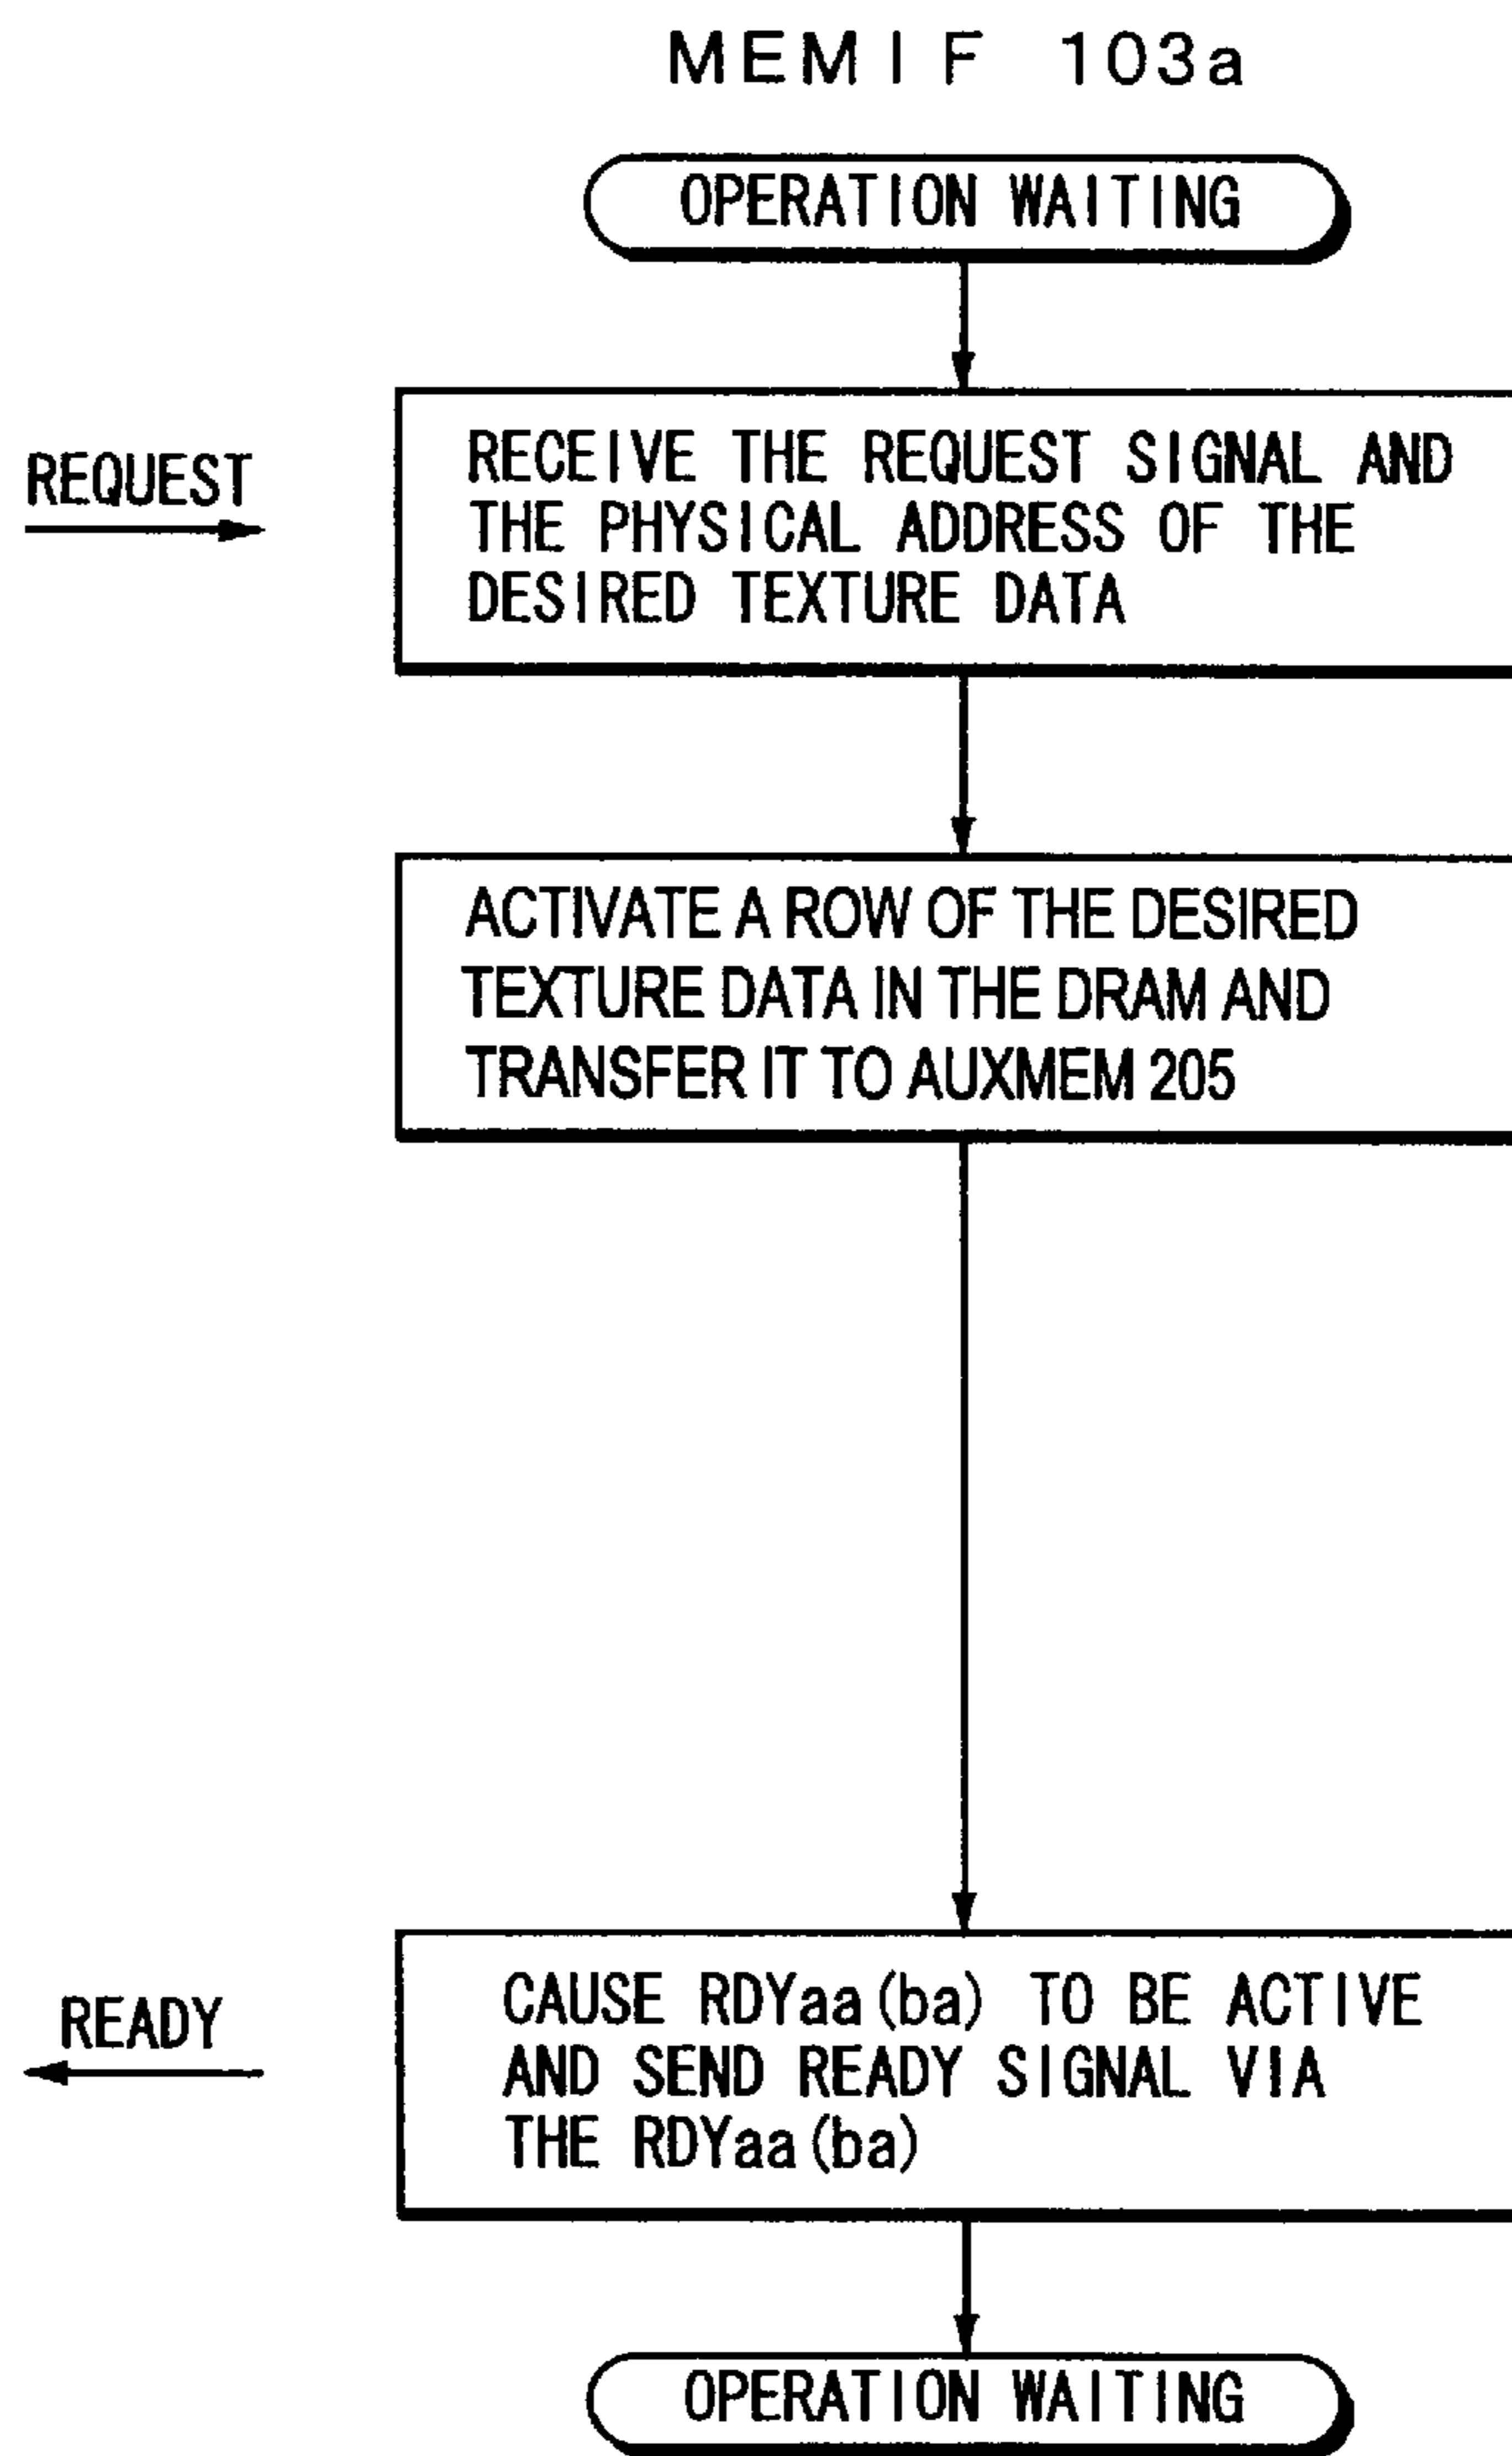 MEMIF 103a
OPERATION WAITING
REQUEST
RECEIVE THE REQUEST SIGNAL AND
THE PHYSICAL ADDRESS OF THE
DESIRED TEXTURE DATA
ACTIVATE A ROW OF THE DESIRED
TEXTURE DATA IN THE DRAM AND
TRANSFER IT TO AUXMEM 205
READY
CAUSE RDYaa(ba) TO BE ACTIVE
AND SEND READY SIGNAL VIA
THE RDYaa(ba)
OPERATION WAITING